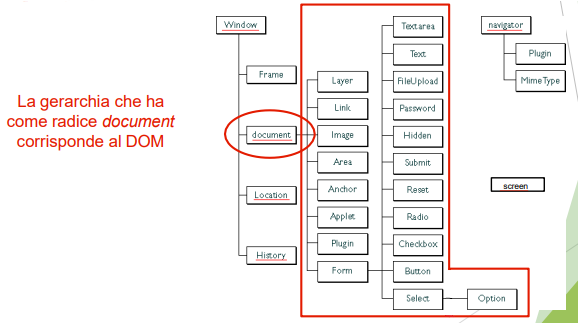 La gerarchia che ha
come radice document
corrisponde al DOM
Window
Frame
document
Location
History
Layer
Link
Image
Area
Anchor
Applet
Plugin
Form
Textarea
Text
FileUpload
Password
Hidden
Submit
Reset
Radio
Checkbox
Button
Select
Option
navigator
Plugin
MimeType
screen